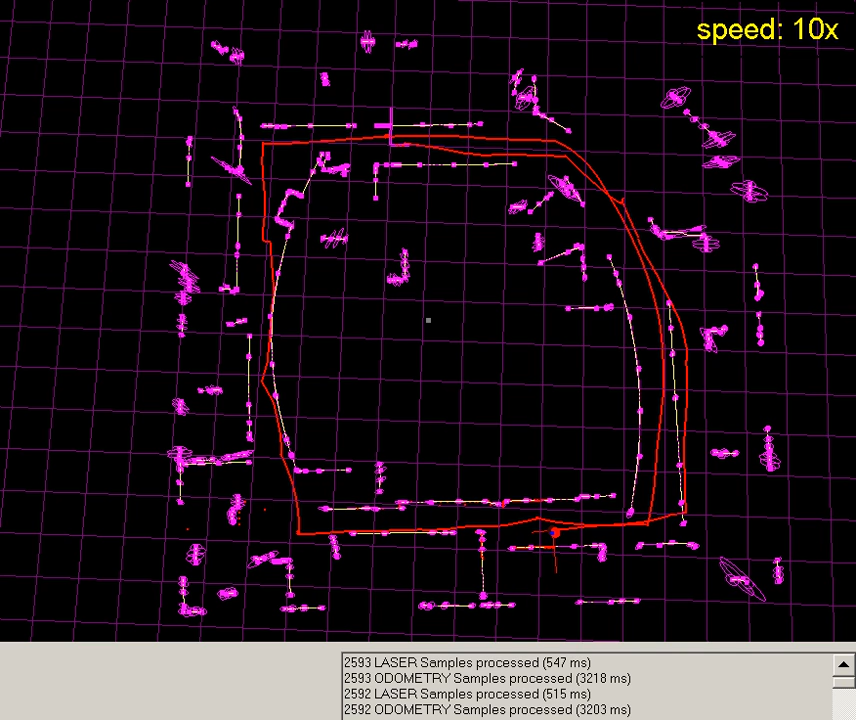 speed: 10x
2593 LASER Samples processed (547 ms)
2593 ODOMETRY Samples processed (3218 ms)
2592 LASER Samples processed (515 ms)
2592 ODOMETRY Samples processed (3203 ms)